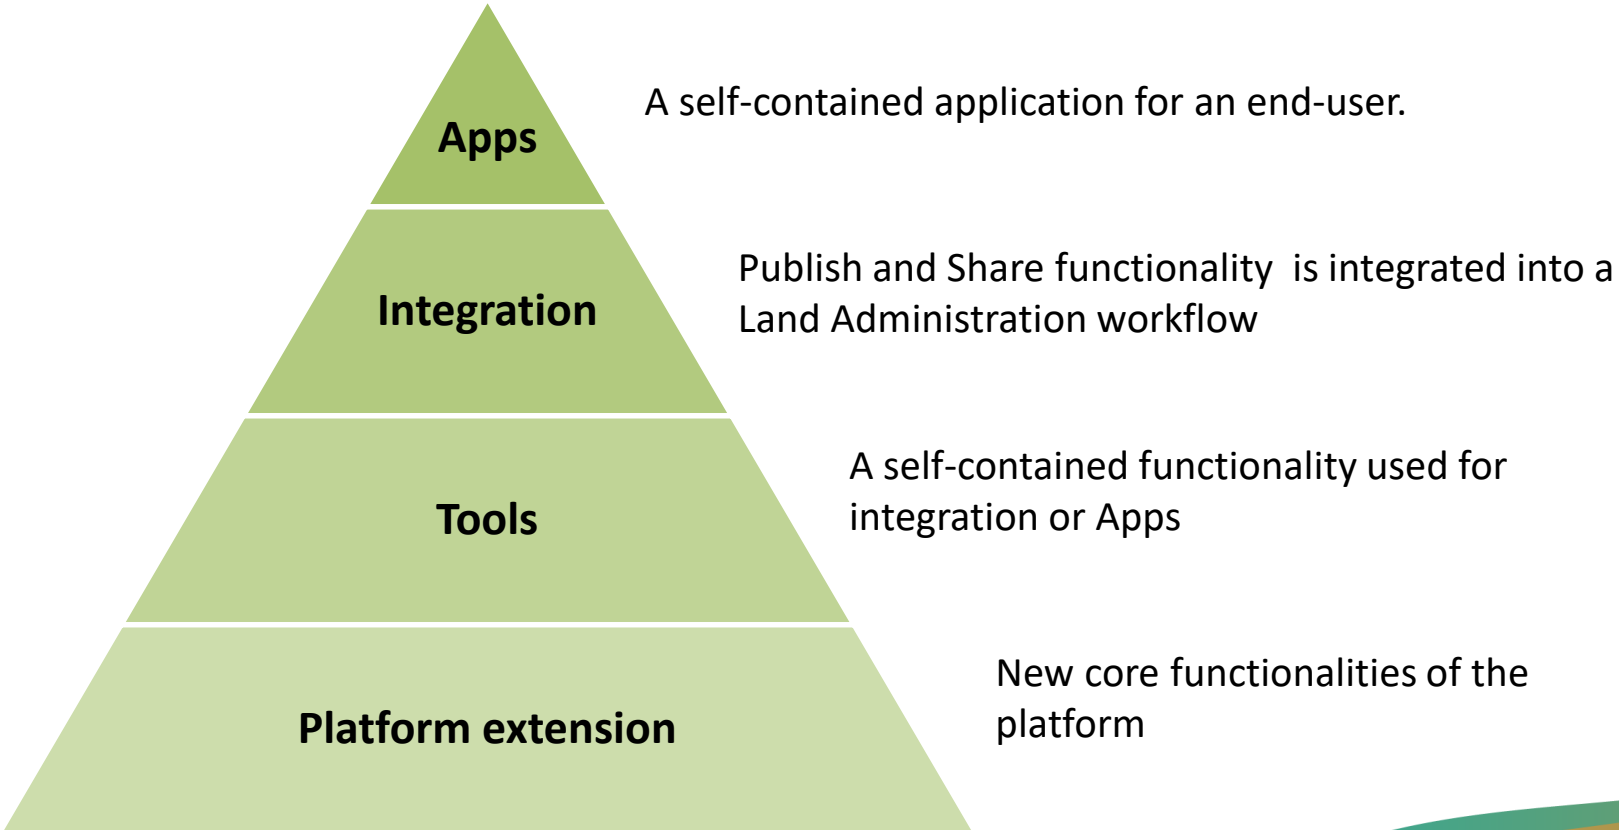 Apps
A self-contained application for an end-user.
Integration
Publish and Share functionality  is integrated into a
Land Administration workflow
Tools
A self-contained functionality used for
integration or Apps
Platform extension
New core functionalities of the
platform